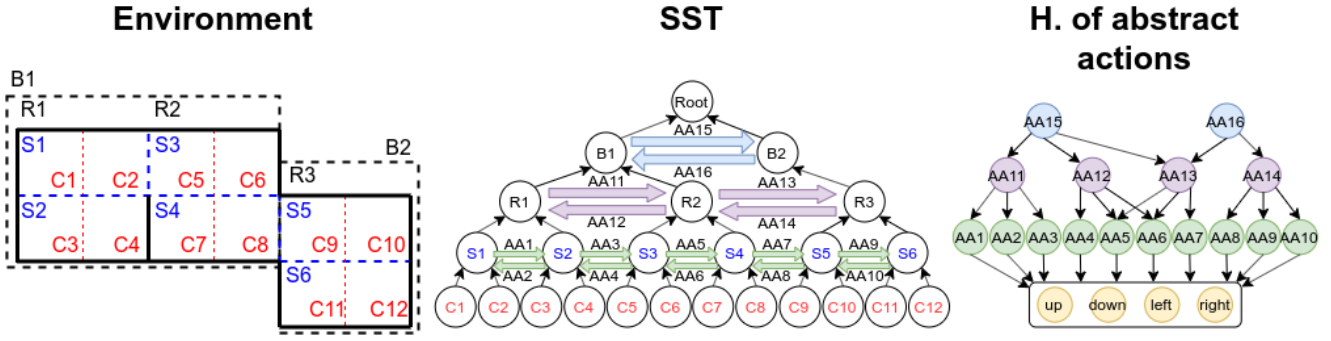 Environment
B1
R1 R2
S1 S3
B2
C1 C2 C5 C6
R3
S2 S4 S5
C3 C4 C7 C8 C9 C10
S6
C11 C12
SST
Root
AA15
B1 B2
AA16
AA11 AA13
R1 R2 R3
AA12 AA14
AA1 AA3 AA5 AA7 AA9
S1 S2 S3 S4 S5 S6
AA2 AA4 AA6 AA8 AA10
C1 C2 C3 C4 C5 C6 C7 C8 C9 C10 C11 C12
H. of abstract
actions
AA15 AA16
AA11 AA12 AA13 AA14
AA1 AA2 AA3 AA4 AA5 AA6 AA7 AA8 AA9 AA10
up down left right